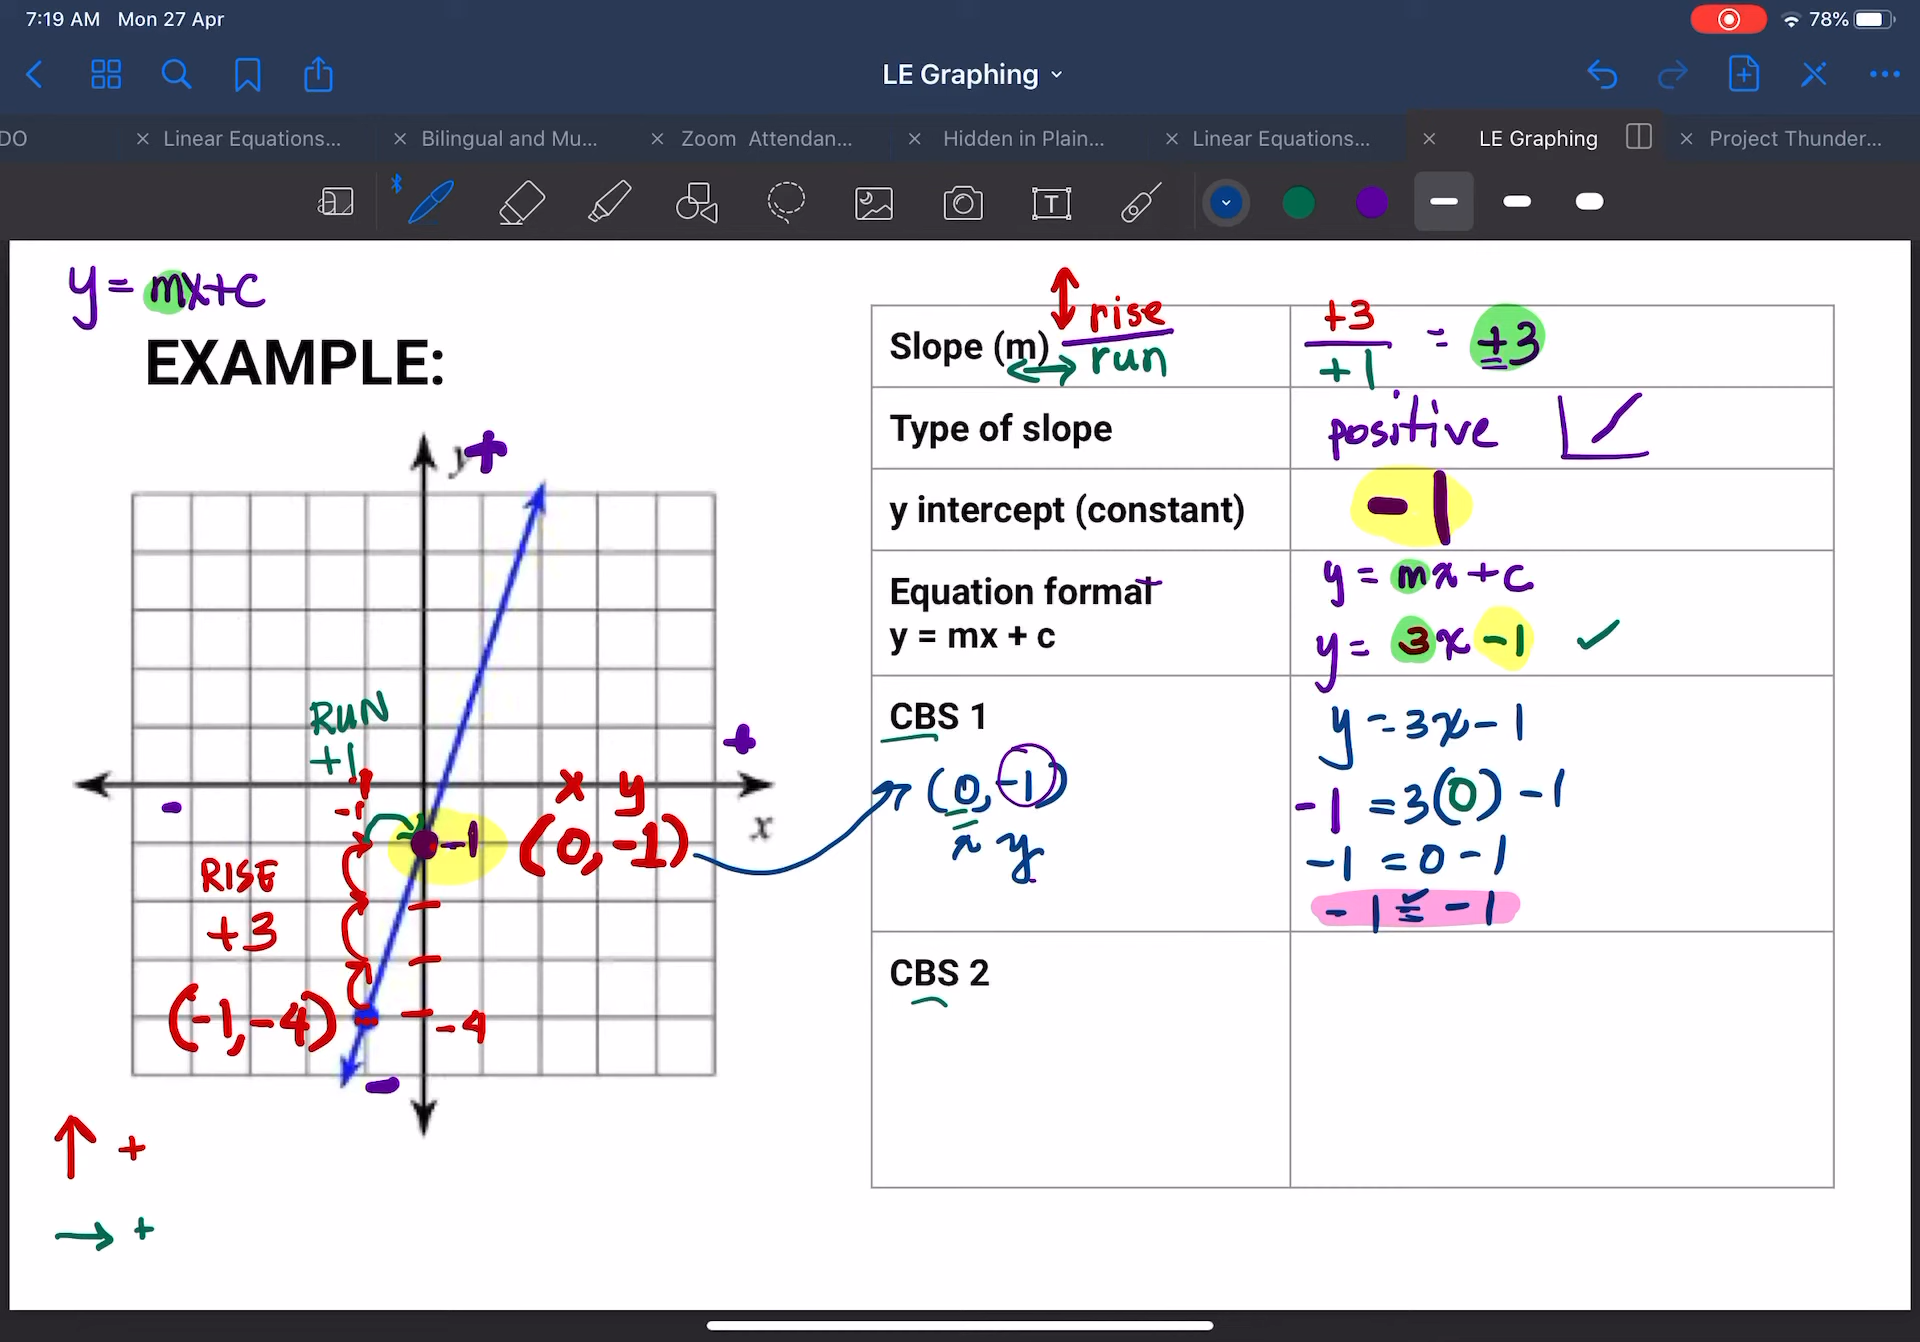 7:19 AM Mon 27 Apr
78%
LE Graphing
DO
Linear Equations...
Bilingual and Mu...
Zoom Attendan...
Hidden in Plain...
Linear Equations...
LE Graphing
Project Thunder...
T
y = mx+c
EXAMPLE:
y +
RUN
+1
+
-
-1
x y
x
-1 (0, -1)
RISE
+3
(-1, -4)
-4
-
↑ +
→ +
Slope (m) rise
run
+3
+1
= +3
Type of slope
positive
y intercept (constant)
-1
Equation format
y = mx + c
y = mx + c
y = 3x -1 ✓
CBS 1
(0, -1)
x y
y = 3x - 1
-1 = 3(0) - 1
-1 = 0 - 1
-1 = -1
CBS 2